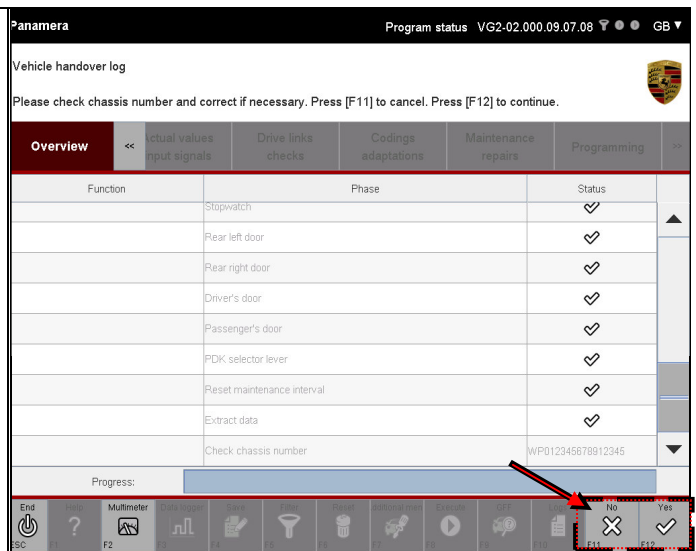 Panamera
Program status VG2-02.000.09.07.08
GB
Vehicle handover log
Please check chassis number and correct if necessary. Press [F11] to cancel. Press [F12] to continue.
Overview
<<
Actual values
input signals
Drive links
checks
Codings
adaptations
Maintenance
repairs
Programming
>>
Function Phase Status
Stopwatch
Rear left door
Rear right door
Driver's door
Passenger's door
PDK selector lever
Reset maintenance interval
Extract data
Check chassis number WP012345678912345
Progress:
End Help Multimeter Data logger Save Filter Reset Execute GFF Logs No Yes
ESC F1 F2 F4 F5 F6 F8 F9 F10 F11 F12